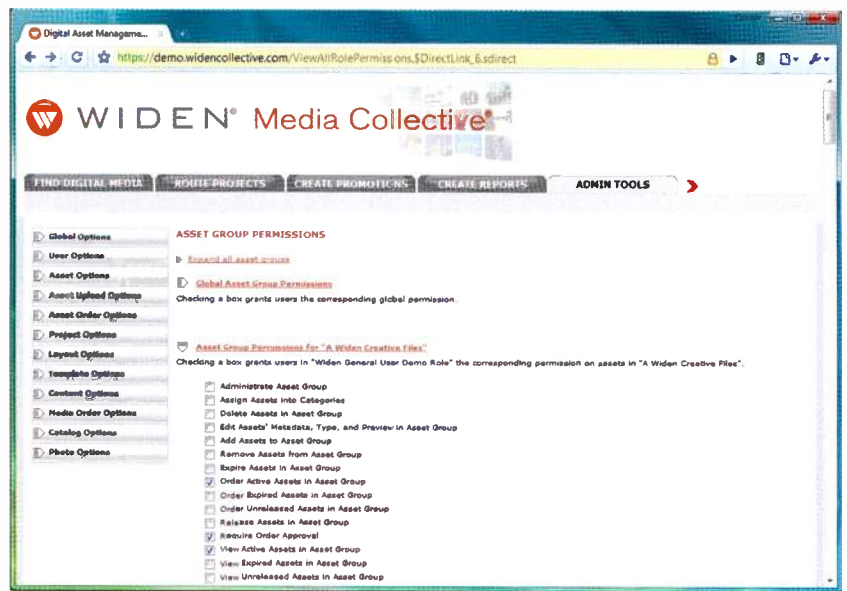 Digital Asset Manageme...
https://demo.widencollective.com/ViewAllRolePermissions.$DirectLink_6.sdirect
WIDEN® Media Collective®
FIND DIGITAL MEDIA ROUTE PROJECTS CREATE PROMOTIONS CREATE REPORTS ADMIN TOOLS
Global Options
User Options
Asset Options
Asset Upload Options
Asset Order Options
Project Options
Layout Options
Template Options
Content Options
Media Order Options
Catalog Options
Photo Options
ASSET GROUP PERMISSIONS
Expand all asset groups
Global Asset Group Permissions
Checking a box grants users the corresponding global permission.
Asset Group Permissions for "A Widen Creative Files"
Checking a box grants users in "Widen General User Demo Role" the corresponding permission on assets in "A Widen Creative Files".
Administrate Asset Group
Assign Assets into Categories
Delete Assets in Asset Group
Edit Assets' Metadata, Type, and Preview in Asset Group
Add Assets to Asset Group
Remove Assets from Asset Group
Expire Assets in Asset Group
Order Active Assets in Asset Group
Order Expired Assets in Asset Group
Order Unreleased Assets in Asset Group
Release Assets in Asset Group
Require Order Approval
View Active Assets in Asset Group
View Expired Assets in Asset Group
View Unreleased Assets in Asset Group